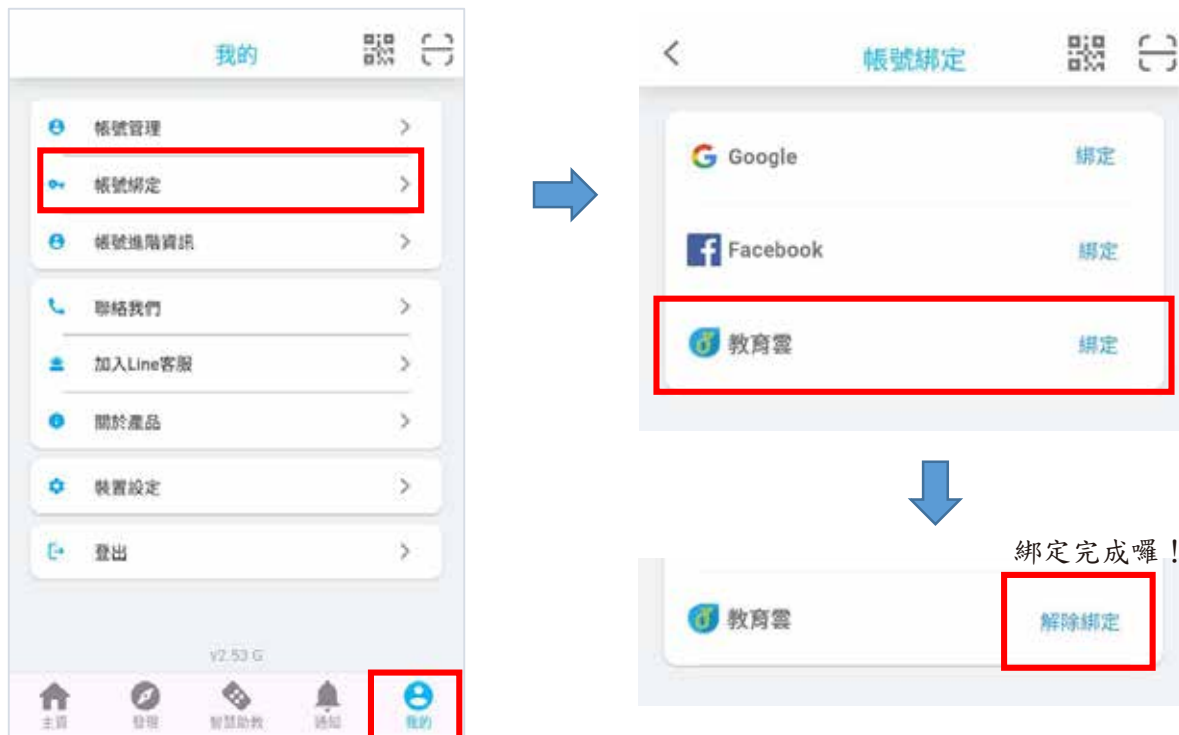 我的
帳號管理
帳號綁定
帳號進階資訊
聯絡我們
加入Line客服
關於產品
裝置設定
登出
v2.53 G
主頁
發現
智慧助教
通知
我的
帳號綁定
Google
綁定
Facebook
綁定
教育雲
綁定
綁定完成囉！
教育雲
解除綁定